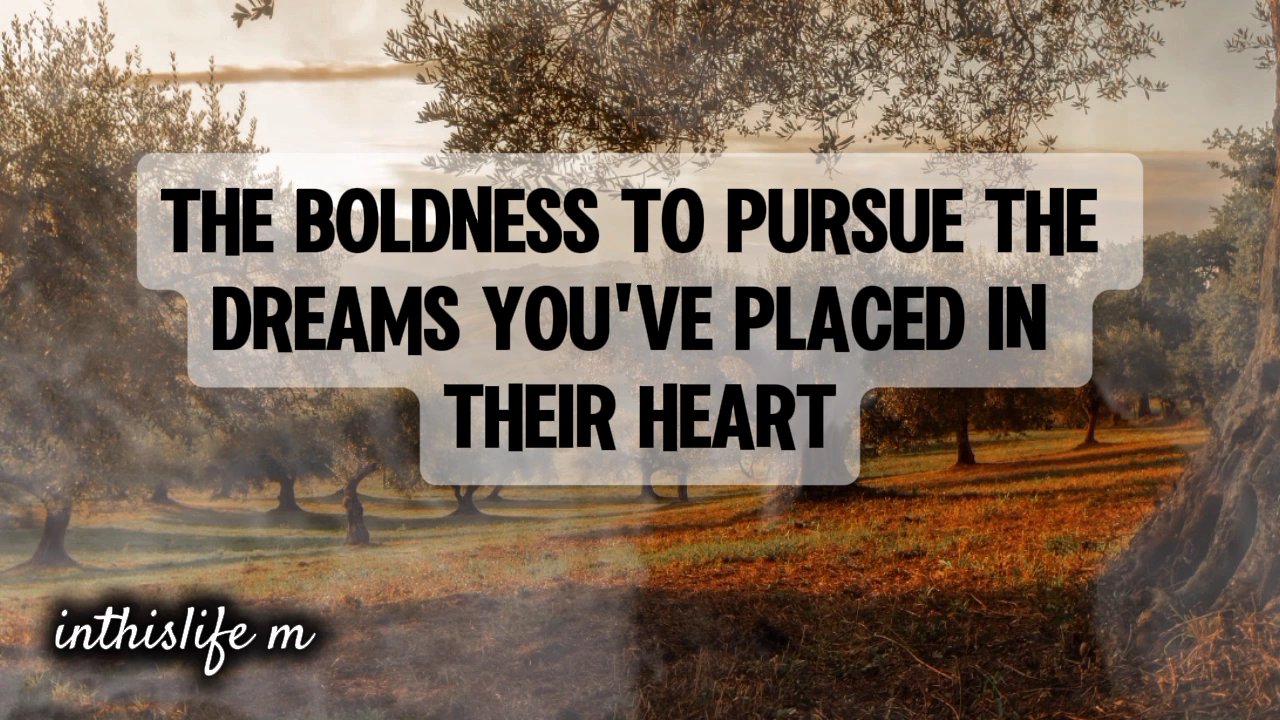 THE BOLDNESS TO PURSUE THE
DREAMS YOU'VE PLACED IN
THEIR HEART
inthislife m